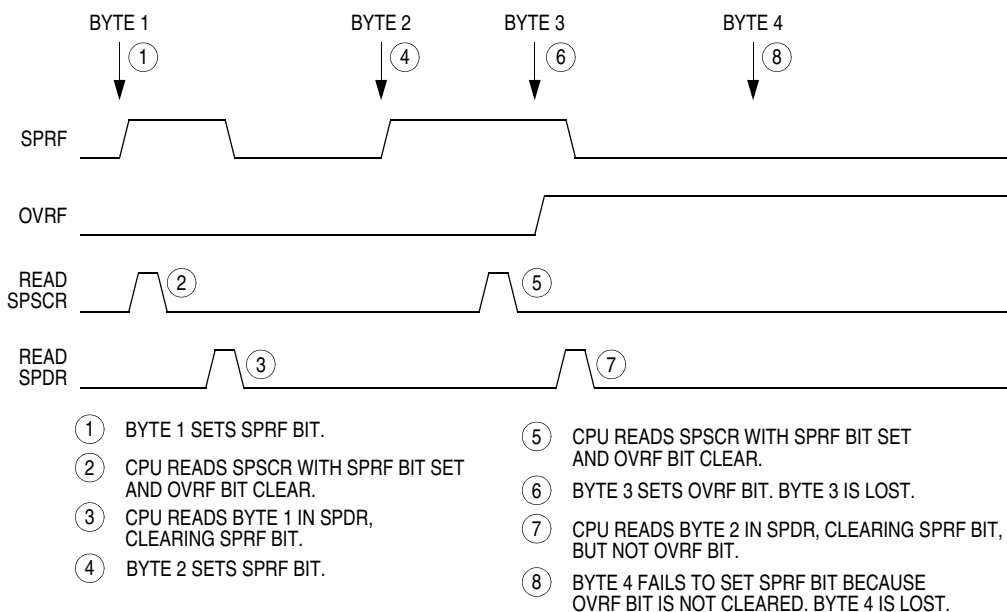 BYTE 1 BYTE 2 BYTE 3 BYTE 4
1 4 6 8
SPRF
OVRF
READ
SPSCR
2 5
READ
SPDR
3 7
1 BYTE 1 SETS SPRF BIT.
2 CPU READS SPSCR WITH SPRF BIT SET
AND OVRF BIT CLEAR.
3 CPU READS BYTE 1 IN SPDR,
CLEARING SPRF BIT.
4 BYTE 2 SETS SPRF BIT.
5 CPU READS SPSCR WITH SPRF BIT SET
AND OVRF BIT CLEAR.
6 BYTE 3 SETS OVRF BIT. BYTE 3 IS LOST.
7 CPU READS BYTE 2 IN SPDR, CLEARING SPRF BIT,
BUT NOT OVRF BIT.
8 BYTE 4 FAILS TO SET SPRF BIT BECAUSE
OVRF BIT IS NOT CLEARED. BYTE 4 IS LOST.